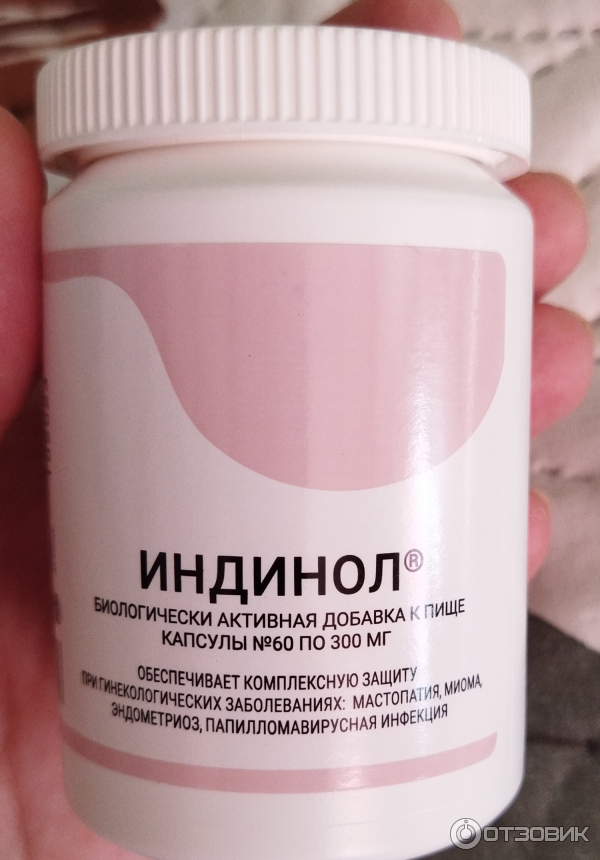 ИНДИНОЛ®
БИОЛОГИЧЕСКИ АКТИВНАЯ ДОБАВКА К ПИЩЕ
КАПСУЛЫ №60 ПО 300 МГ
ОБЕСПЕЧИВАЕТ КОМПЛЕКСНУЮ ЗАЩИТУ
ПРИ ГИНЕКОЛОГИЧЕСКИХ ЗАБОЛЕВАНИЯХ: МАСТОПАТИЯ, МИОМА,
ЭНДОМЕТРИОЗ, ПАПИЛЛОМАВИРУСНАЯ ИНФЕКЦИЯ
ОТЗОВИК